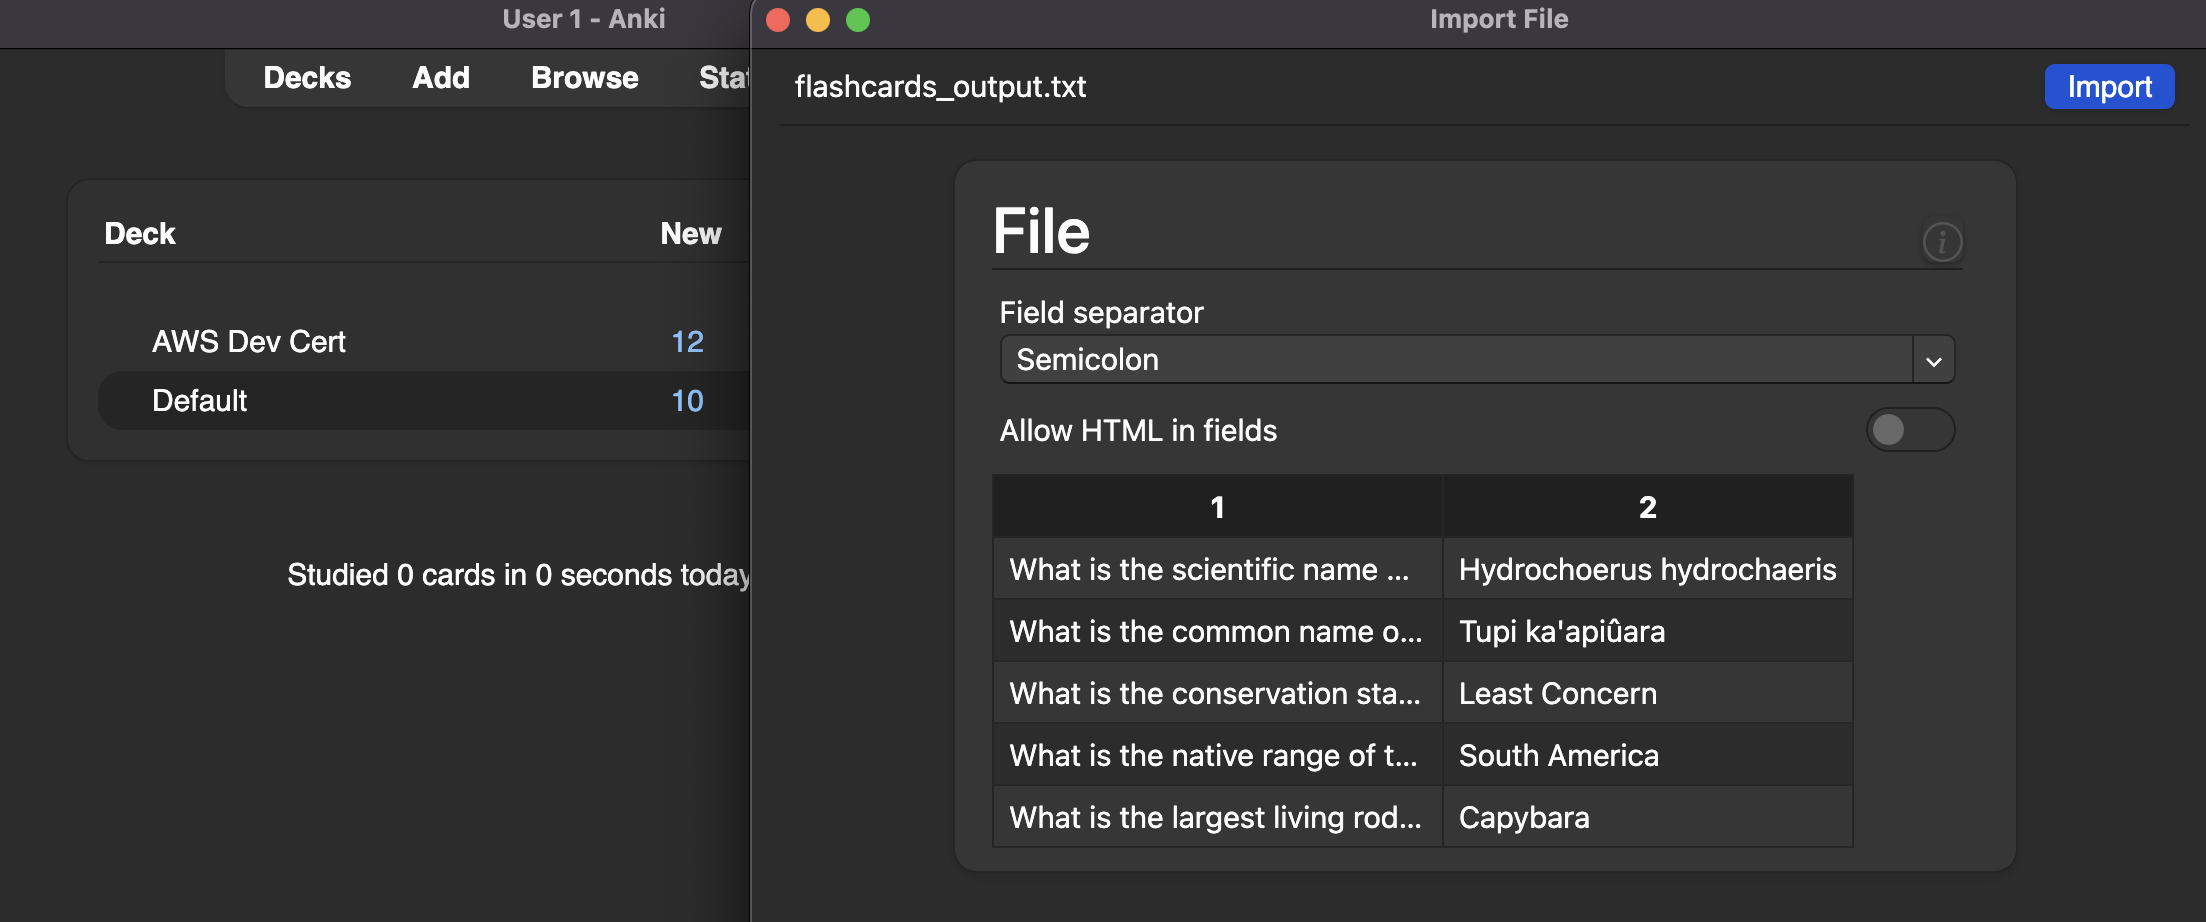 User 1 - Anki
Decks Add Browse Sta
Deck New
AWS Dev Cert 12
Default 10
Studied 0 cards in 0 seconds today
Import File
flashcards_output.txt
Import
File
Field separator
Semicolon
Allow HTML in fields
1 2
What is the scientific name ... Hydrochoerus hydrochaeris
What is the common name o... Tupi ka'apiûara
What is the conservation sta... Least Concern
What is the native range of t... South America
What is the largest living rod... Capybara